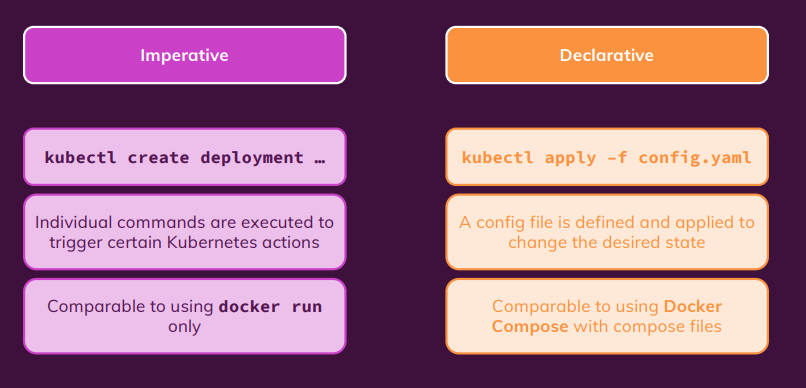 Imperative
Declarative
kubectl create deployment …
kubectl apply -f config.yaml
Individual commands are executed to
trigger certain Kubernetes actions
A config file is defined and applied to
change the desired state
Comparable to using docker run
only
Comparable to using Docker
Compose with compose files